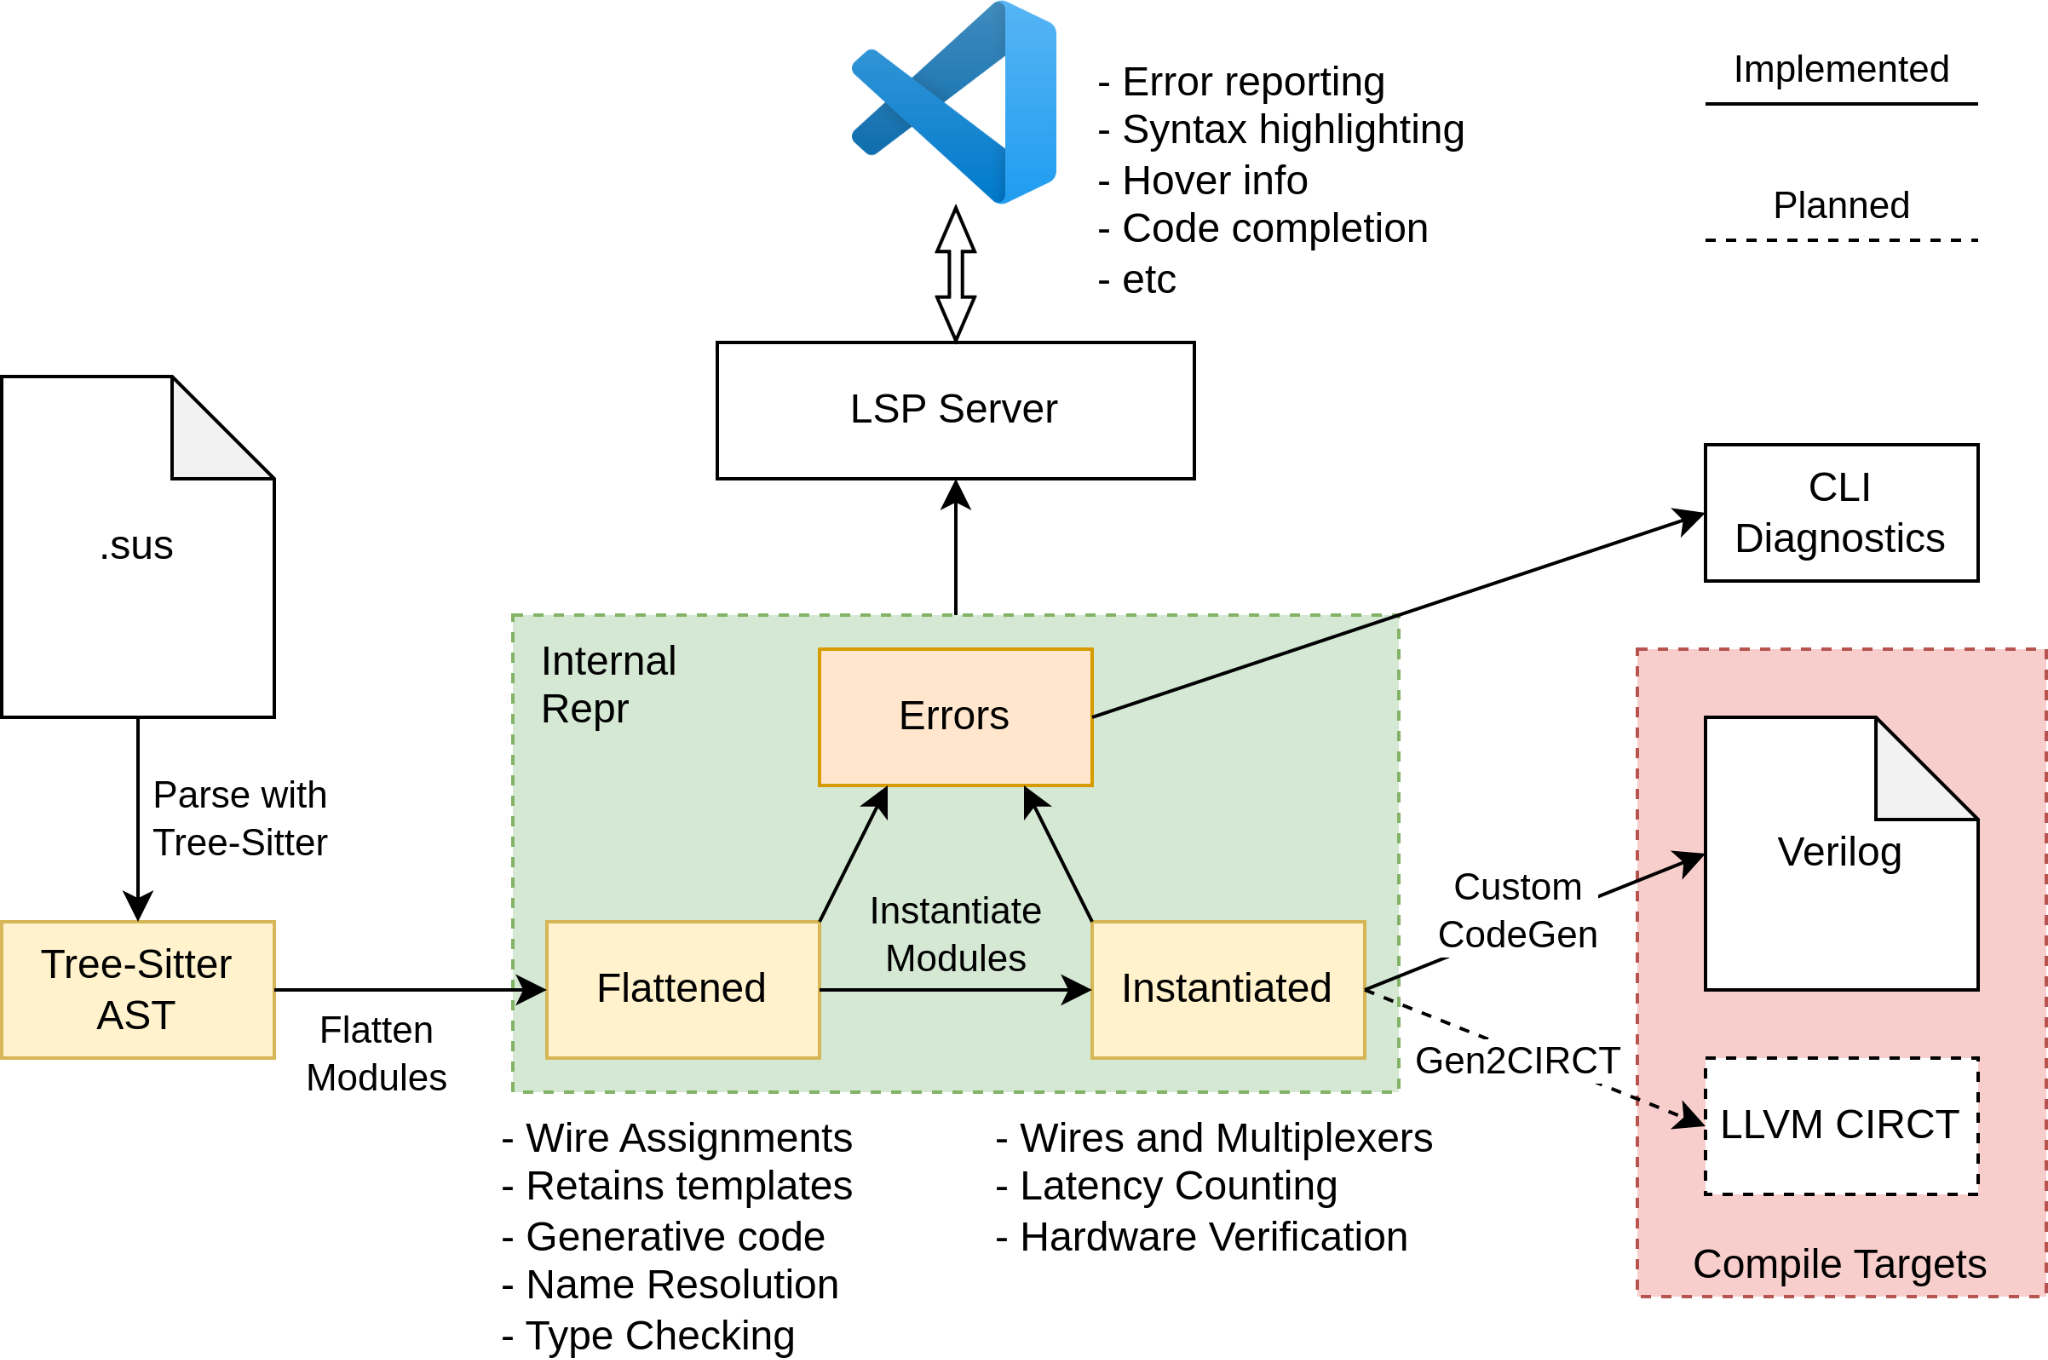 - Error reporting
- Syntax highlighting
- Hover info
- Code completion
- etc
Implemented
Planned
LSP Server
.sus
CLI
Diagnostics
Internal
Repr
Errors
Parse with
Tree-Sitter
Verilog
Custom
CodeGen
Instantiate
Modules
Tree-Sitter
AST
Flattened
Instantiated
Flatten
Modules
Gen2CIRCT
LLVM CIRCT
Compile Targets
- Wire Assignments
- Retains templates
- Generative code
- Name Resolution
- Type Checking
- Wires and Multiplexers
- Latency Counting
- Hardware Verification